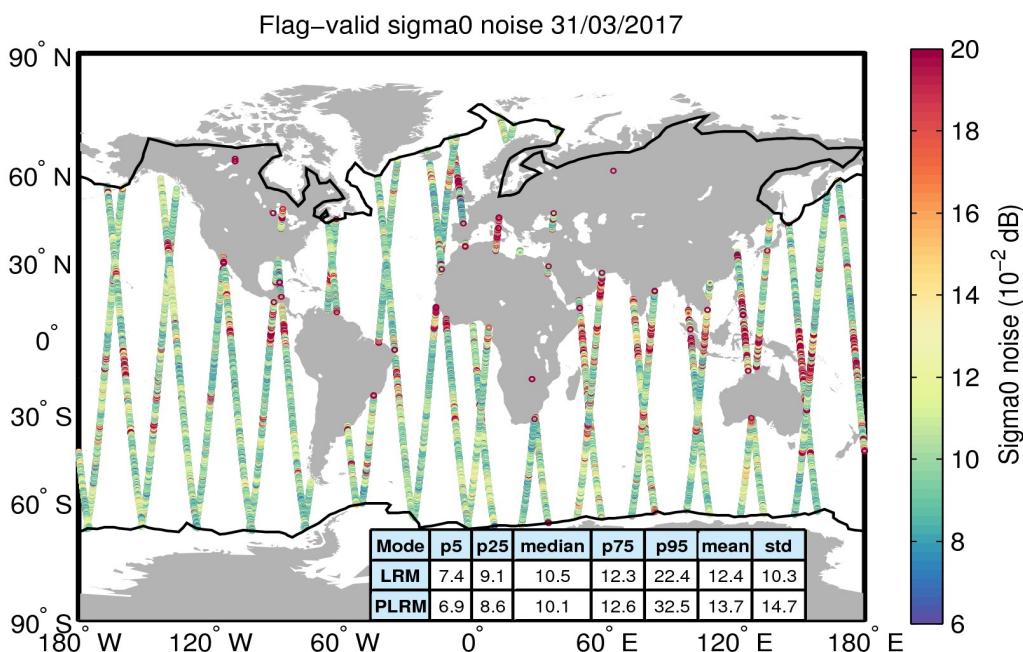 Flag-valid sigma0 noise 31/03/2017
90° N
60° N
30° N
0°
30° S
60° S
90° S
180° W 120° W 60° W 0° 60° E 120° E 180° E
Mode p5 p25 median p75 p95 mean std
LRM 7.4 9.1 10.5 12.3 22.4 12.4 10.3
PLRM 6.9 8.6 10.1 12.6 32.5 13.7 14.7
20
18
16
14
12
10
8
6
Sigma0 noise (10⁻² dB)